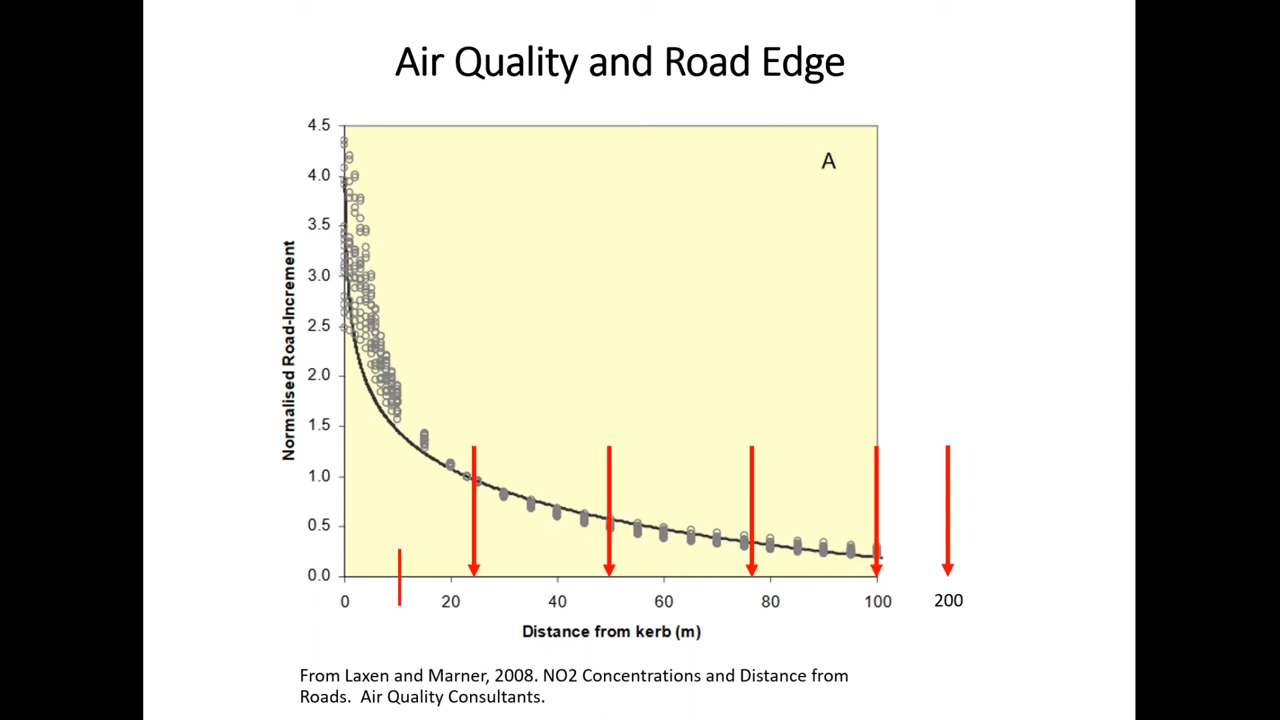 Air Quality and Road Edge
4.5
4.0
3.5
3.0
2.5
2.0
1.5
1.0
0.5
0.0
Normalised Road-Increment
A
0 20 40 60 80 100 200
Distance from kerb (m)
From Laxen and Marner, 2008. NO2 Concentrations and Distance from
Roads. Air Quality Consultants.